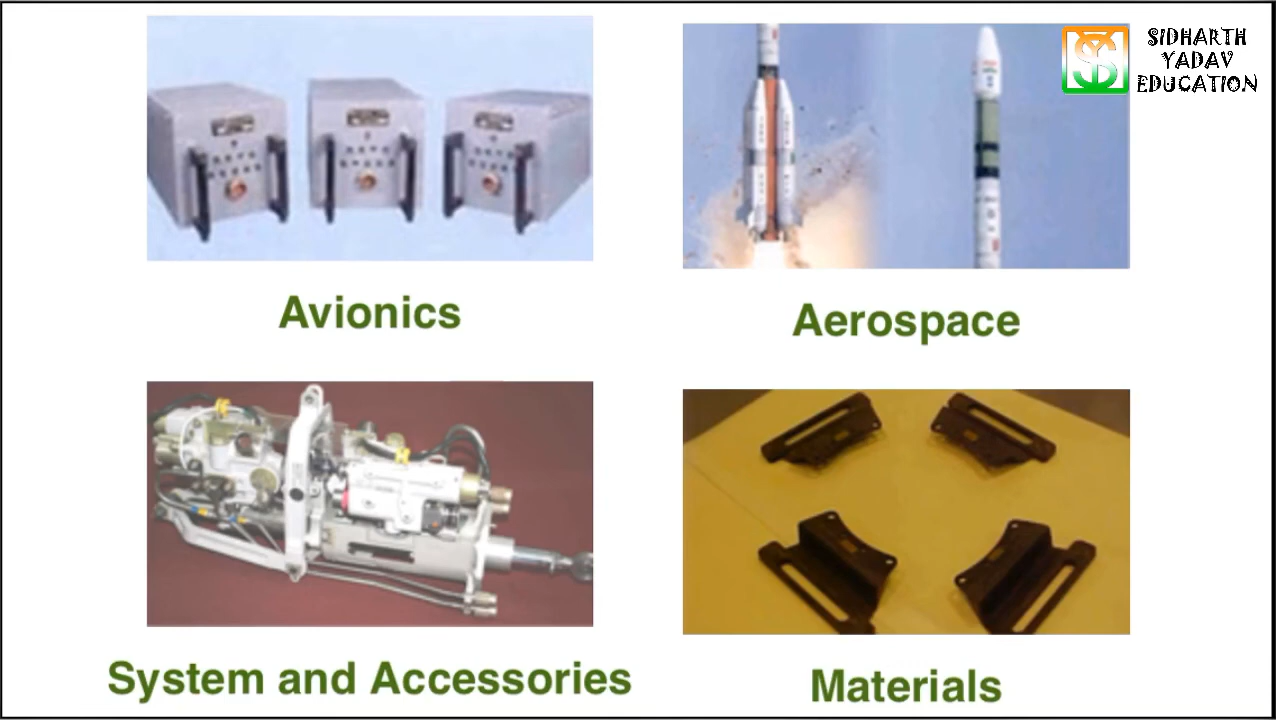 SIDHARTH
YADAV
EDUCATION
Avionics
Aerospace
System and Accessories
Materials